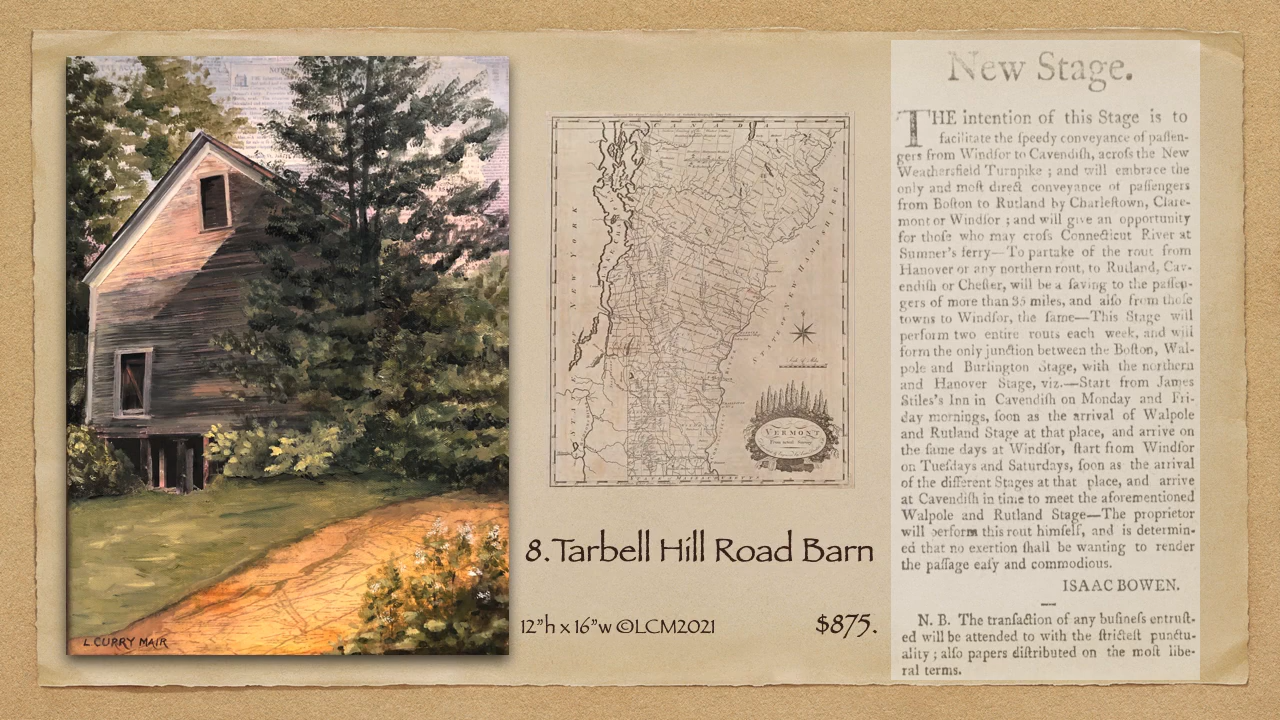 L CURRY MAIR
NEW YORK
STATE OF NEW HAMPSHIRE
VERMONT
8. Tarbell Hill Road Barn
12”h x 16”w ©LCM2021
$875.
New Stage.
THE intention of this Stage is to
facilitate the ſpeedy conveyance of paſſen-
gers from Windſor to Cavendiſh, acroſs the New
Weathersfield Turnpike ; and will embrace the
only and moſt direct conveyance of paſſengers
from Boſton to Rutland by Charleſtown, Clare-
mont or Windſor ; and will give an opportunity
for thoſe who may croſs Connecticut River at
Sumner's ferry—To partake of the rout from
Hanover or any northern rout, to Rutland, Cav-
endiſh or Cheſter, will be a ſaving to the paſſen-
gers of more than 35 miles, and alſo from thoſe
towns to Windſor, the ſame—This Stage will
perform two entire routs each week, and will
form the only junction between the Boſton, Wal-
pole and Burlington Stage, with the northern
and Hanover Stage, viz.—Start from James
Stiles's Inn in Cavendiſh on Monday and Fri-
day mornings, ſoon as the arrival of Walpole
and Rutland Stage at that place, and arrive on
the ſame days at Windſor, ſtart from Windſor
on Tueſdays and Saturdays, ſoon as the arrival
of the different Stages at that place, and arrive
at Cavendiſh in time to meet the aforementioned
Walpole and Rutland Stage—The proprietor
will perform this rout himſelf, and is determin-
ed that no exertion ſhall be wanting to render
the paſſage eaſy and commodious.
ISAAC BOWEN.
N. B. The tranſaction of any buſineſs entruſt-
ed will be attended to with the ſtricteſt punctu-
ality ; alſo papers diſtributed on the moſt libe-
ral terms.